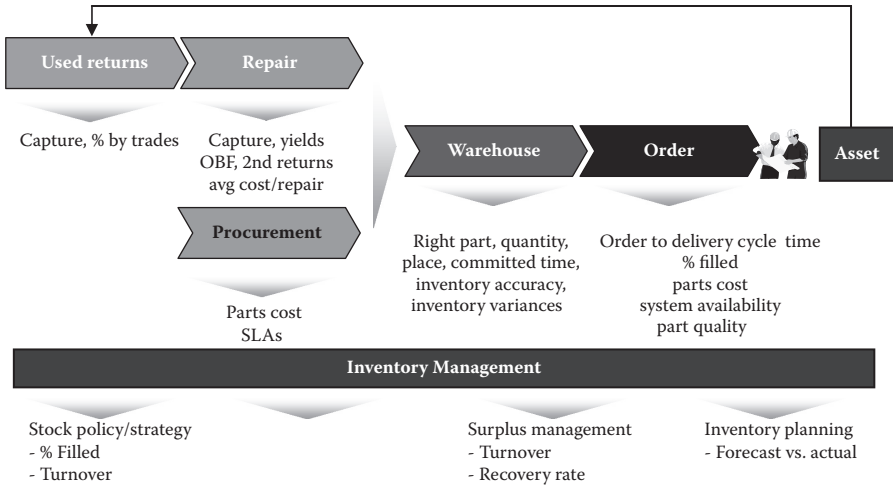 Used returns
Repair
Capture, % by trades
Capture, yields
OBF, 2nd returns
avg cost/repair
Procurement
Parts cost
SLAs
Warehouse
Order
Asset
Right part, quantity,
place, committed time,
inventory accuracy,
inventory variances
Order to delivery cycle time
% filled
parts cost
system availability
part quality
Inventory Management
Stock policy/strategy
- % Filled
- Turnover
Surplus management
- Turnover
- Recovery rate
Inventory planning
- Forecast vs. actual